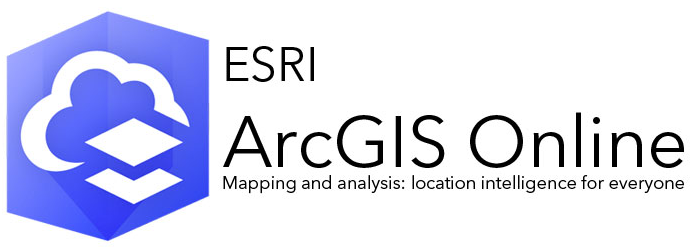 ESRI
ArcGIS Online
Mapping and analysis: location intelligence for everyone